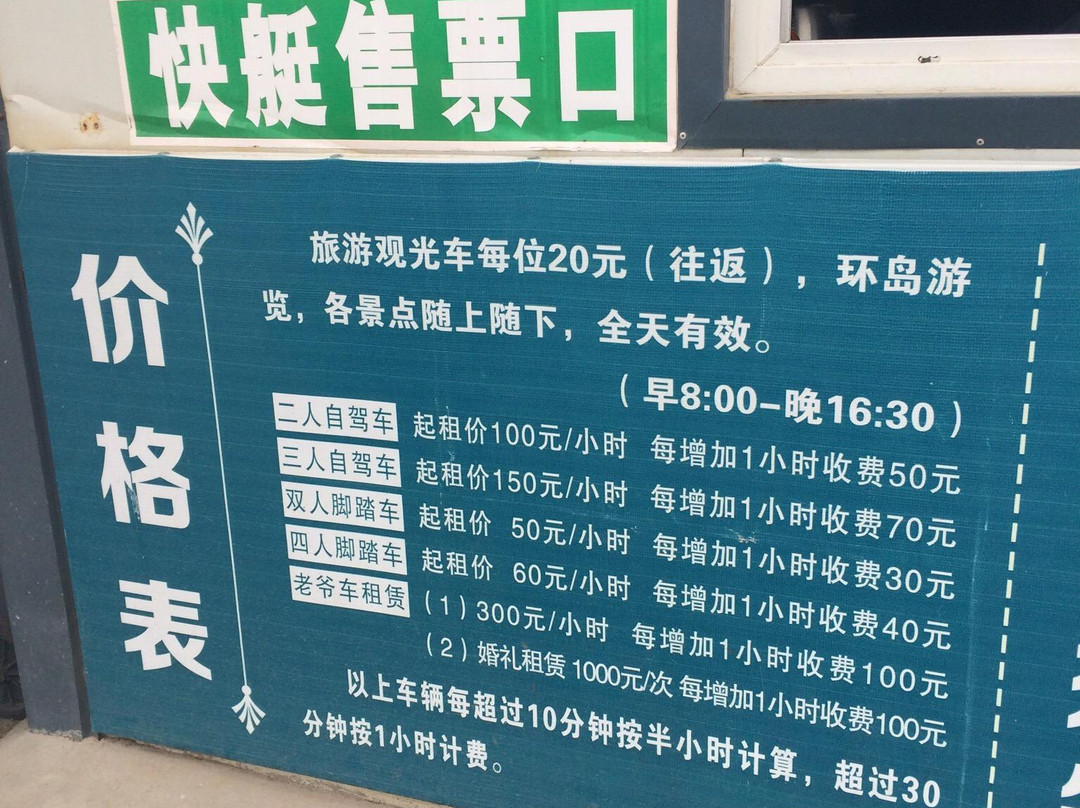 快艇售票口
价格表
旅游观光车每位20元（往返），环岛游
览，各景点随上随下，全天有效。
（早8:00-晚16:30）
二人自驾车 起租价100元/小时 每增加1小时收费50元
三人自驾车 起租价150元/小时 每增加1小时收费70元
双人脚踏车 起租价 50元/小时 每增加1小时收费30元
四人脚踏车 起租价 60元/小时 每增加1小时收费40元
老爷车租赁 （1）300元/小时 每增加1小时收费100元
（2）婚礼租赁 1000元/次 每增加1小时收费100元
以上车辆每超过10分钟按半小时计算，超过30
分钟按1小时计费。